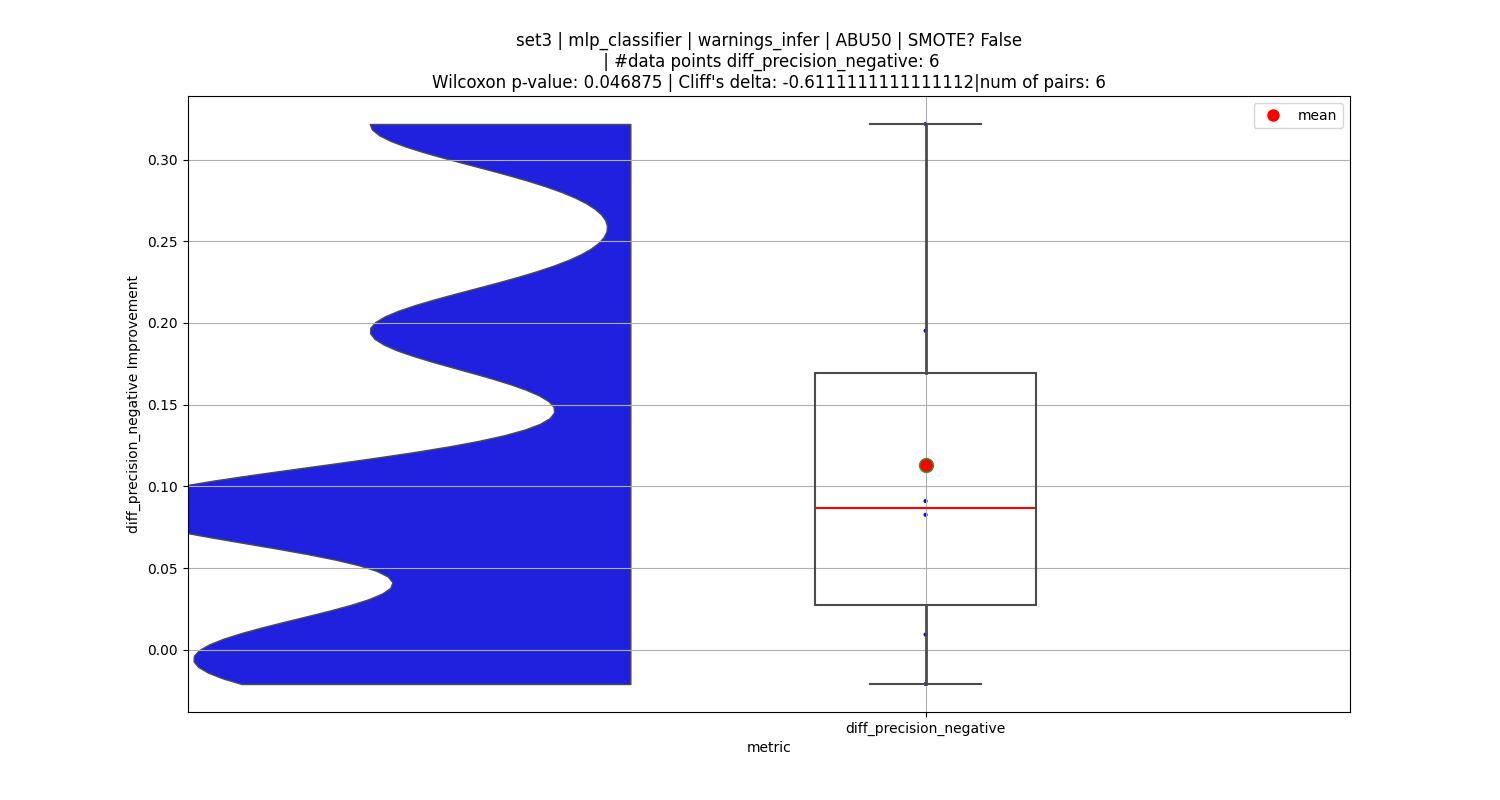 set3 | mlp_classifier | warnings_infer | ABU50 | SMOTE? False
| #data points diff_precision_negative: 6
Wilcoxon p-value: 0.046875 | Cliff's delta: -0.6111111111111112|num of pairs: 6
mean
0.30
0.25
0.20
0.15
0.10
0.05
0.00
diff_precision_negative Improvement
diff_precision_negative
metric